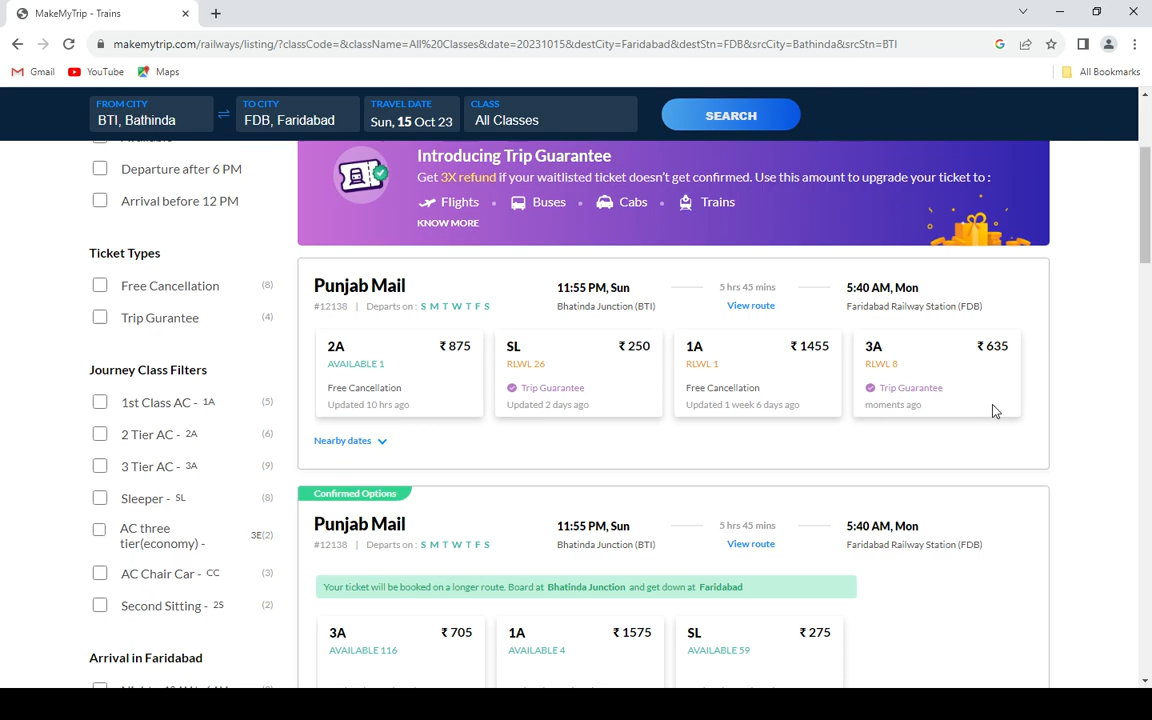 MakeMyTrip - Trains
makemytrip.com/railways/listing/?classCode=&className=All%20Classes&date=20231015&destCity=Faridabad&destStn=FDB&srcCity=Bathinda&srcStn=BTI
Gmail YouTube Maps All Bookmarks
FROM CITY TO CITY TRAVEL DATE CLASS
BTI, Bathinda FDB, Faridabad Sun, 15 Oct 23 All Classes SEARCH
Departure after 6 PM
Arrival before 12 PM
Ticket Types
Free Cancellation (8)
Trip Gurantee (4)
Journey Class Filters
1st Class AC - 1A (5)
2 Tier AC - 2A (6)
3 Tier AC - 3A (9)
Sleeper - SL (8)
AC three
tier(economy) - 3E(2)
AC Chair Car - CC (3)
Second Sitting - 2S (2)
Arrival in Faridabad
Introducing Trip Guarantee
Get 3X refund if your waitlisted ticket doesn't get confirmed. Use this amount to upgrade your ticket to :
Flights • Buses • Cabs • Trains
KNOW MORE
Punjab Mail 11:55 PM, Sun 5 hrs 45 mins 5:40 AM, Mon
#12138 | Departs on : S M T W T F S Bhatinda Junction (BTI) View route Faridabad Railway Station (FDB)
2A ₹ 875 SL ₹ 250 1A ₹ 1455 3A ₹ 635
AVAILABLE 1 RLWL 26 RLWL 1 RLWL 8
Free Cancellation Trip Guarantee Free Cancellation Trip Guarantee
Updated 10 hrs ago Updated 2 days ago Updated 1 week 6 days ago moments ago
Nearby dates
Confirmed Options
Punjab Mail 11:55 PM, Sun 5 hrs 45 mins 5:40 AM, Mon
#12138 | Departs on : S M T W T F S Bhatinda Junction (BTI) View route Faridabad Railway Station (FDB)
Your ticket will be booked on a longer route. Board at Bhatinda Junction and get down at Faridabad
3A ₹ 705 1A ₹ 1575 SL ₹ 275
AVAILABLE 116 AVAILABLE 4 AVAILABLE 59